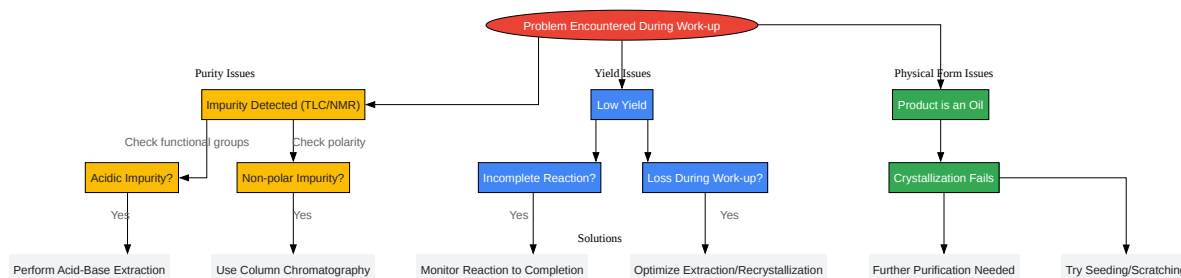 Problem Encountered During Work-up
Purity Issues
Yield Issues
Physical Form Issues
Impurity Detected (TLC/NMR)
Low Yield
Product is an Oil
Check functional groups
Check polarity
Acidic Impurity?
Non-polar Impurity?
Incomplete Reaction?
Loss During Work-up?
Crystallization Fails
Yes
Yes
Yes
Yes
Solutions
Perform Acid-Base Extraction
Use Column Chromatography
Monitor Reaction to Completion
Optimize Extraction/Recrystallization
Further Purification Needed
Try Seeding/Scratching